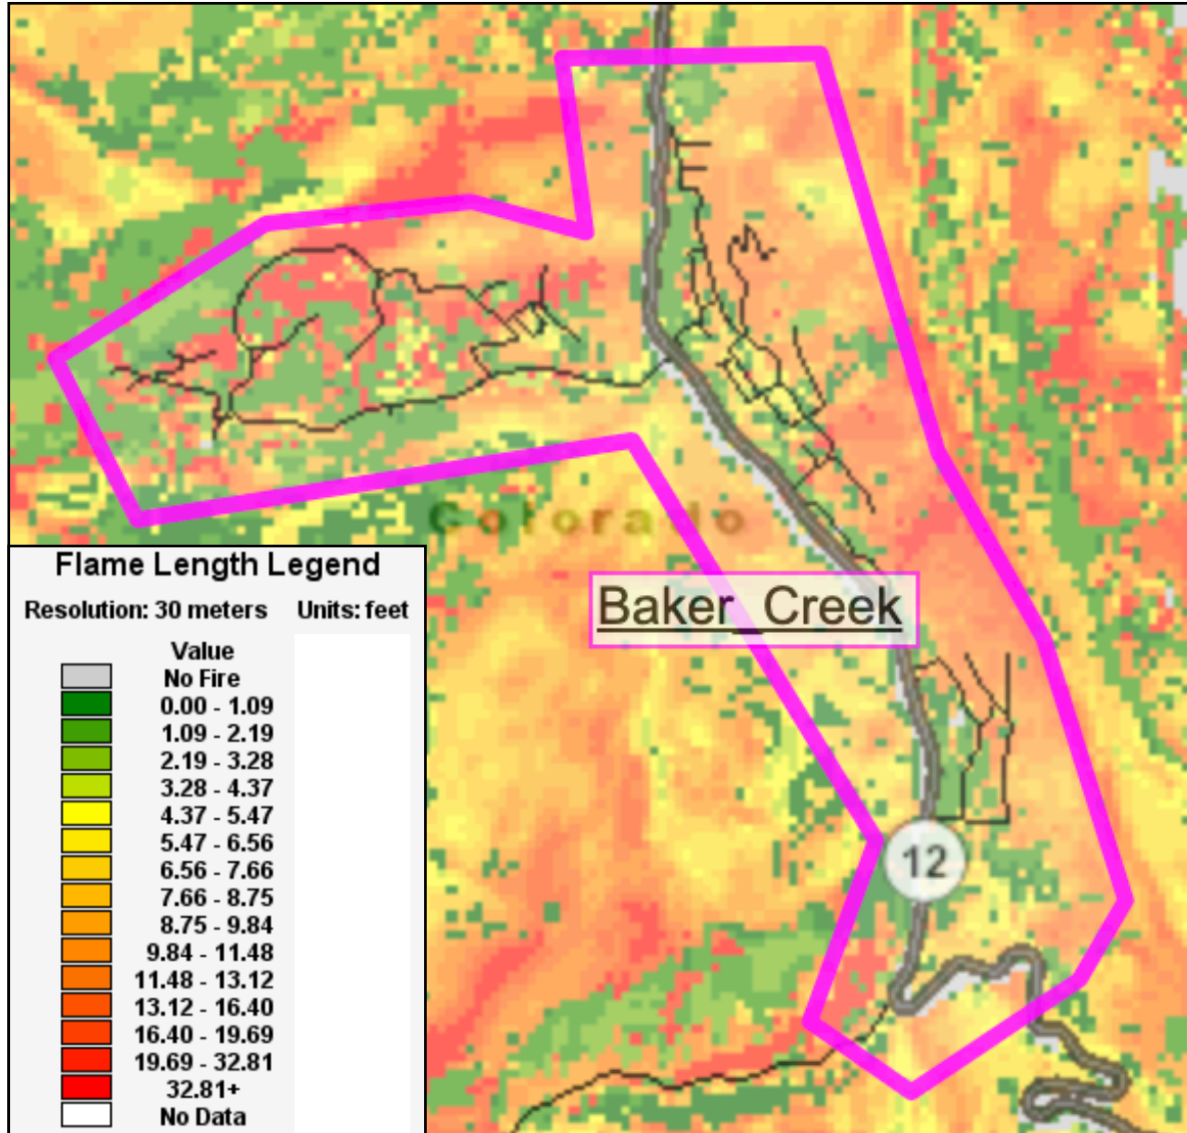 Colorado
Baker_Creek
12
Flame Length Legend
Resolution: 30 meters Units: feet
Value
No Fire
0.00 - 1.09
1.09 - 2.19
2.19 - 3.28
3.28 - 4.37
4.37 - 5.47
5.47 - 6.56
6.56 - 7.66
7.66 - 8.75
8.75 - 9.84
9.84 - 11.48
11.48 - 13.12
13.12 - 16.40
16.40 - 19.69
19.69 - 32.81
32.81+
No Data